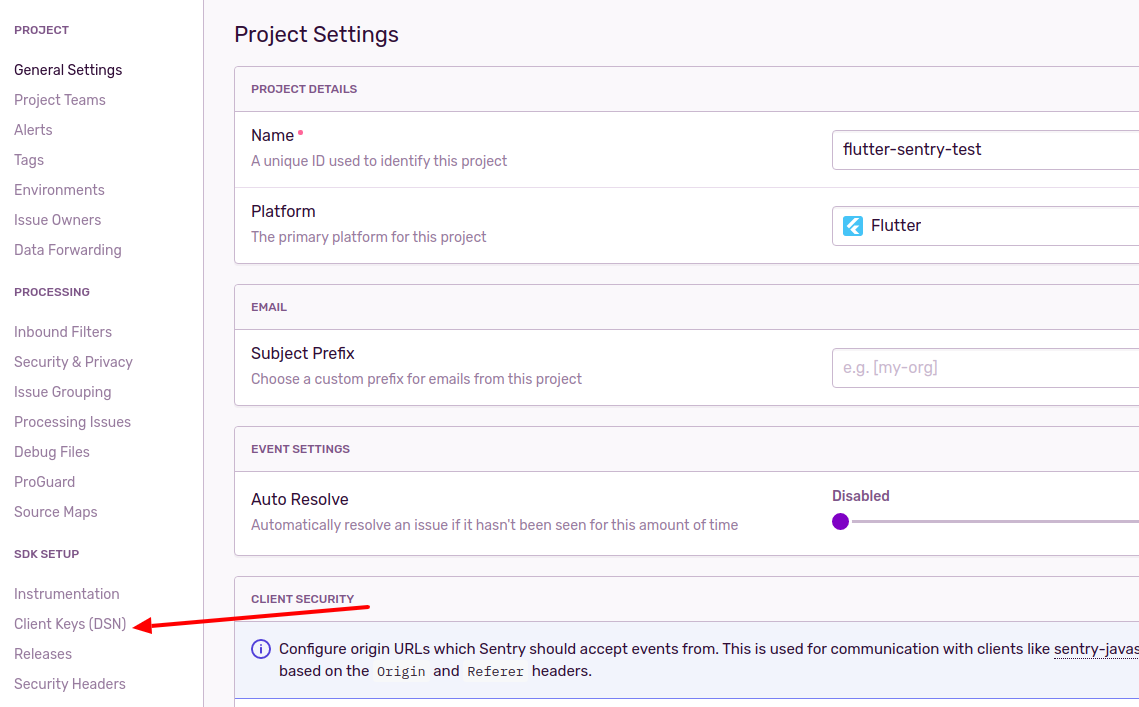 PROJECT
General Settings
Project Teams
Alerts
Tags
Environments
Issue Owners
Data Forwarding
PROCESSING
Inbound Filters
Security & Privacy
Issue Grouping
Processing Issues
Debug Files
ProGuard
Source Maps
SDK SETUP
Instrumentation
Client Keys (DSN)
Releases
Security Headers
Project Settings
PROJECT DETAILS
Name
A unique ID used to identify this project
flutter-sentry-test
Platform
The primary platform for this project
Flutter
EMAIL
Subject Prefix
Choose a custom prefix for emails from this project
e.g. [my-org]
EVENT SETTINGS
Auto Resolve
Automatically resolve an issue if it hasn't been seen for this amount of time
Disabled
CLIENT SECURITY
Configure origin URLs which Sentry should accept events from. This is used for communication with clients like sentry-javas
based on the Origin and Referer headers.